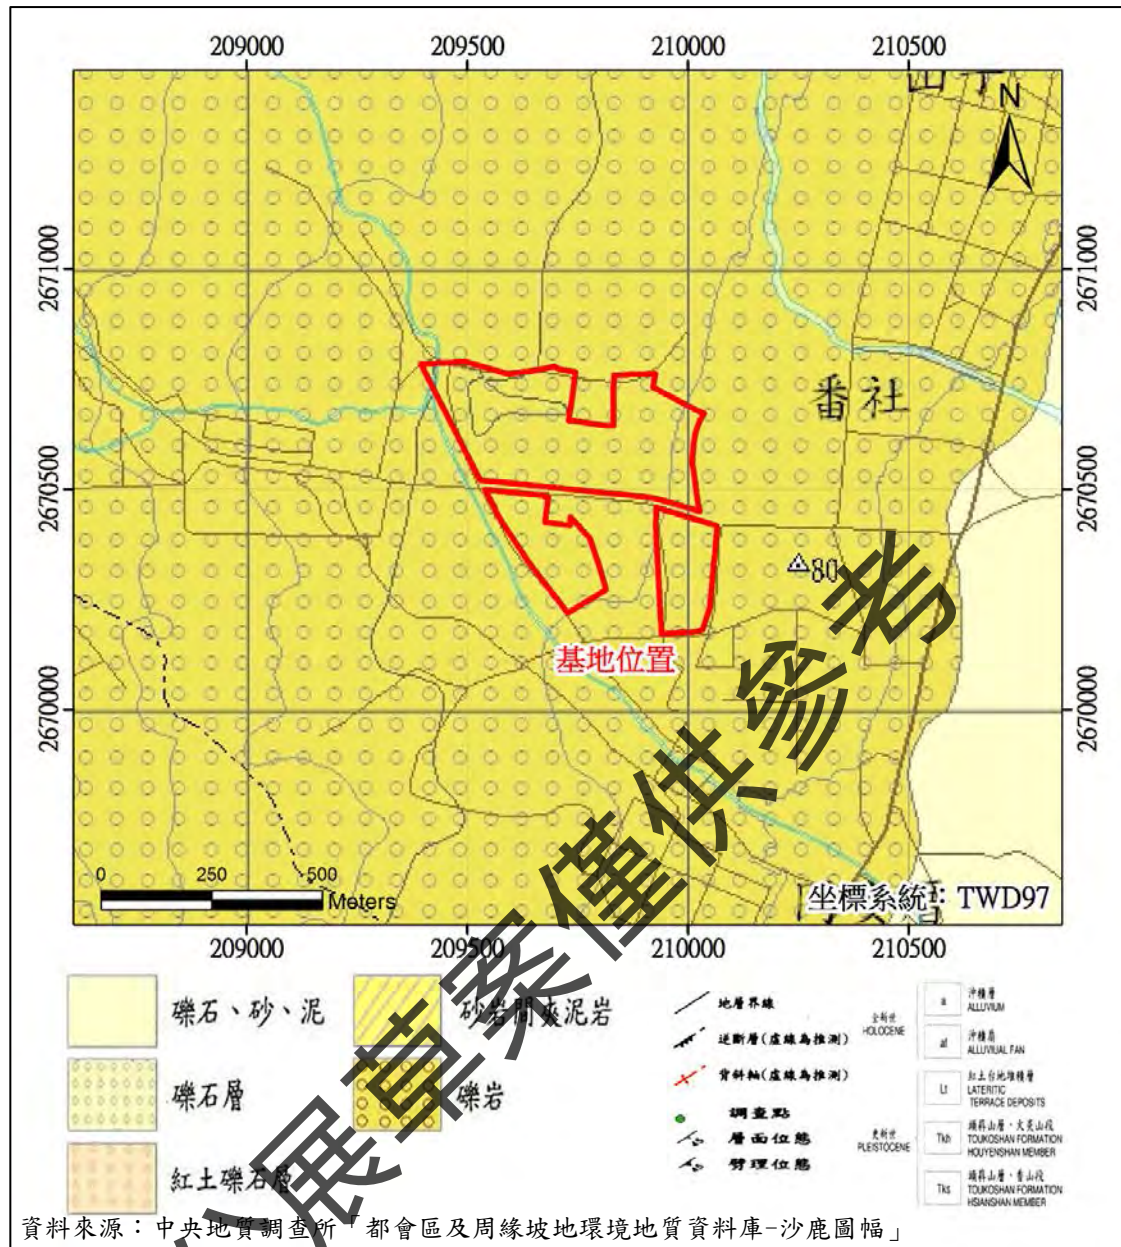 209000 209500 210000 210500
N
2671000 2671000
番社
2670500 2670500
80
基地位置
2670000 2670000
0 250 500
Meters
坐標系統：TWD97
209000 209500 210000 210500
礫石、砂、泥
砂岩間夾泥岩
礫石層
礫岩
紅土礫石層
地層界線
逆斷層(虛線為推測)
背斜軸(虛線為推測)
調查點
層面位態
劈理位態
全新世
HOLOCENE
更新世
PLEISTOCENE
a 沖積層
ALLUVIUM
af 沖積扇
ALLUVIUAL FAN
Lt 紅土台地堆積層
LATERITIC
TERRACE DEPOSITS
Tkh 頭嵙山層，火炎山段
TOUKOSHAN FORMATION
HOUYENSHAN MEMBER
Tks 頭嵙山層，香山段
TOUKOSHAN FORMATION
HSIANSHAN MEMBER
資料來源：中央地質調查所「都會區及周緣坡地環境地質資料庫-沙鹿圖幅」
展草案僅供參考